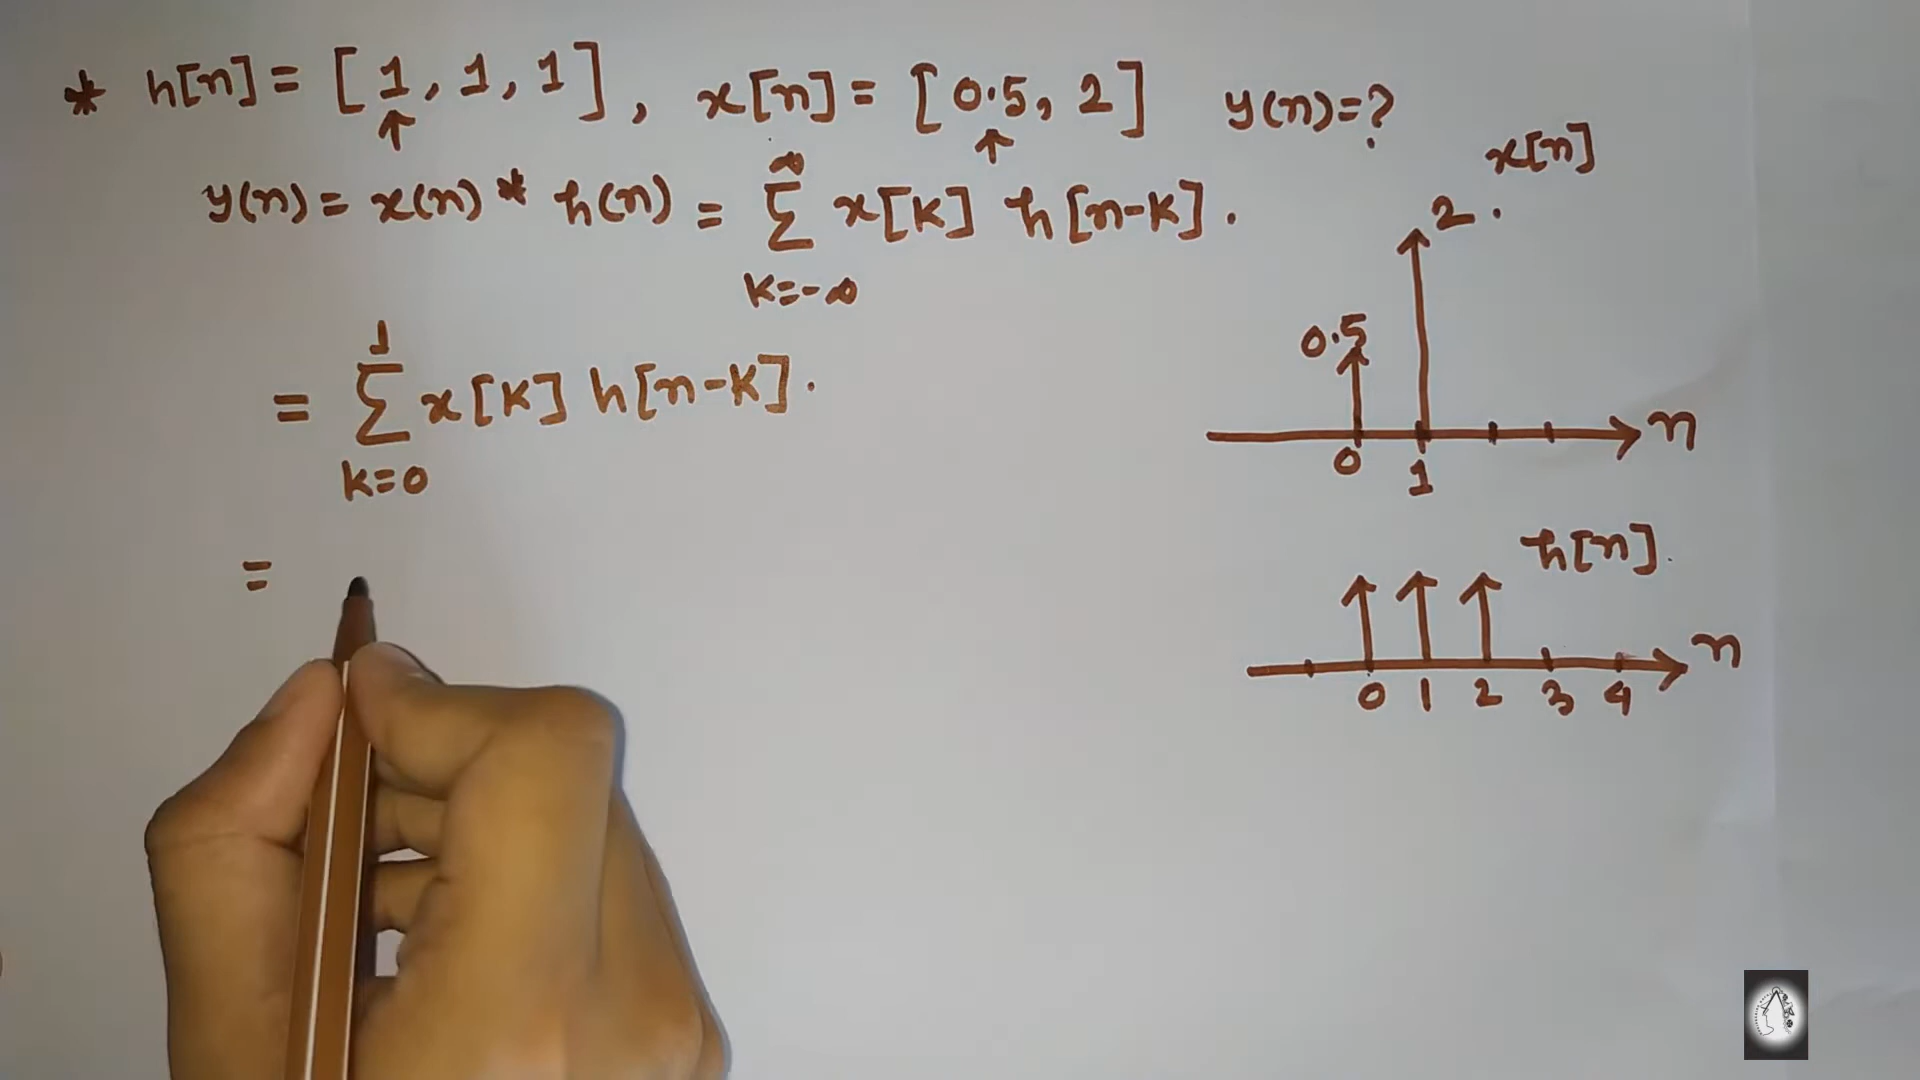 * h[n] = [1, 1, 1], x[n] = [0.5, 2] y(n)=?
↑ ↑
y(n) = x(n) * h(n) = ∞ Σ k=-∞ x[k] h[n-k].
= 1 Σ k=0 x[k] h[n-k].
=
x[n]
2
0.5
n
0 1
h[n].
n
0 1 2 3 4